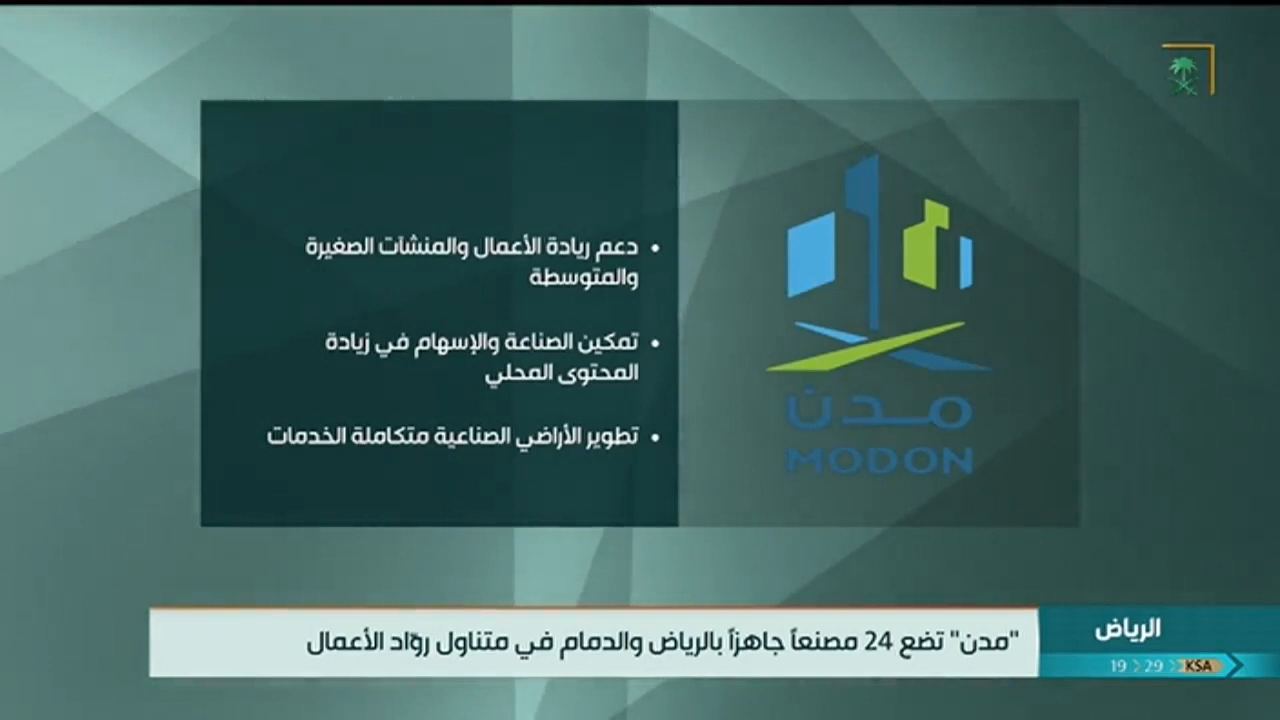 • دعم ريادة الأعمال والمنشآت الصغيرة
والمتوسطة
• تمكين الصناعة والإسهام في زيادة
المحتوى المحلي
• تطوير الأراضي الصناعية متكاملة الخدمات
مدن
MODON
الرياض
"مدن" تضع 24 مصنعاً جاهزاً بالرياض والدمام في متناول روّاد الأعمال
19 29 KSA